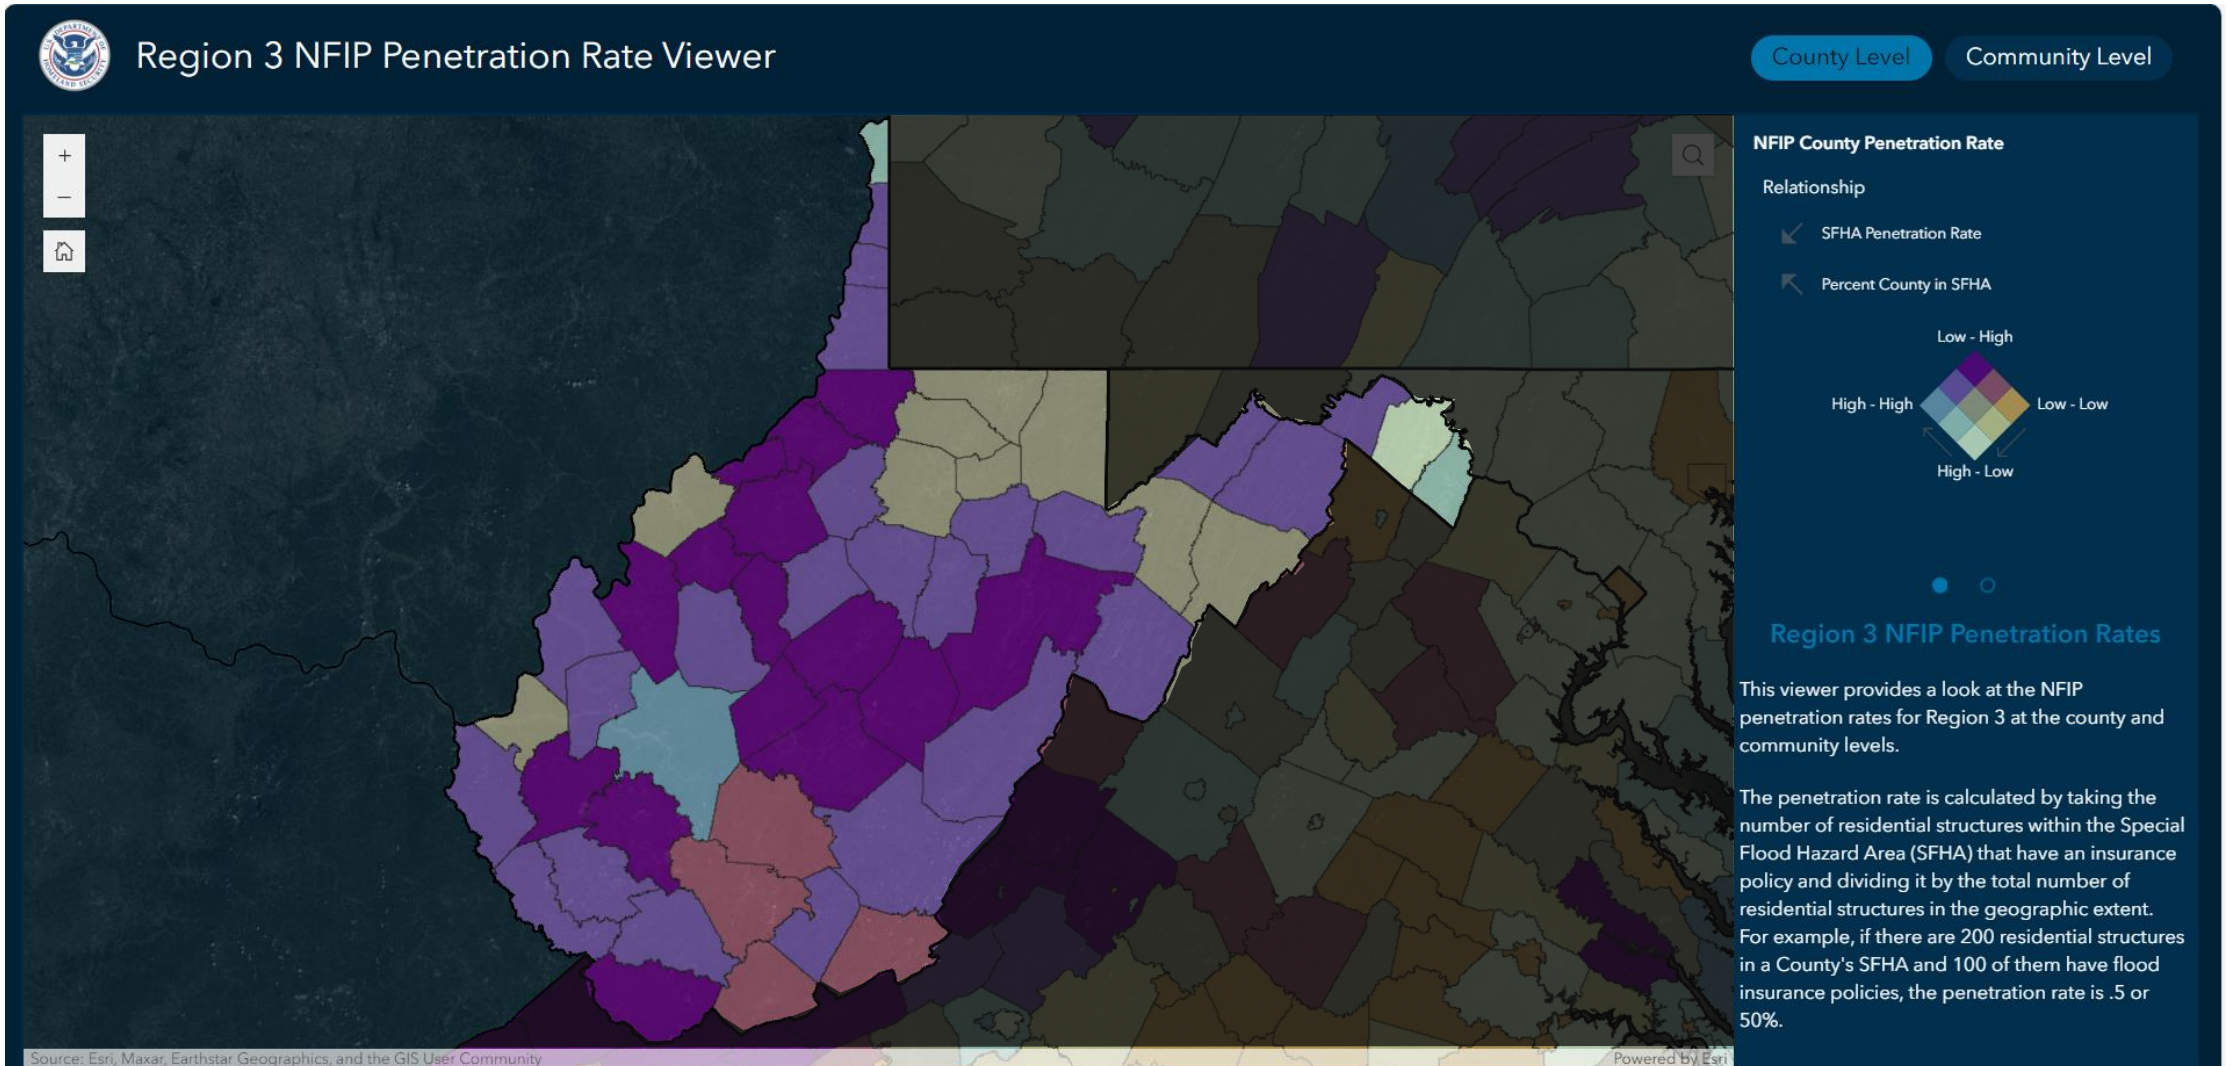 Region 3 NFIP Penetration Rate Viewer
County Level
Community Level
+
−
NFIP County Penetration Rate
Relationship
SFHA Penetration Rate
Percent County in SFHA
Low - High
High - High
Low - Low
High - Low
Region 3 NFIP Penetration Rates
This viewer provides a look at the NFIP
penetration rates for Region 3 at the county and
community levels.
The penetration rate is calculated by taking the
number of residential structures within the Special
Flood Hazard Area (SFHA) that have an insurance
policy and dividing it by the total number of
residential structures in the geographic extent.
For example, if there are 200 residential structures
in a County's SFHA and 100 of them have flood
insurance policies, the penetration rate is .5 or
50%.
Source: Esri, Maxar, Earthstar Geographics, and the GIS User Community
Powered by Esri